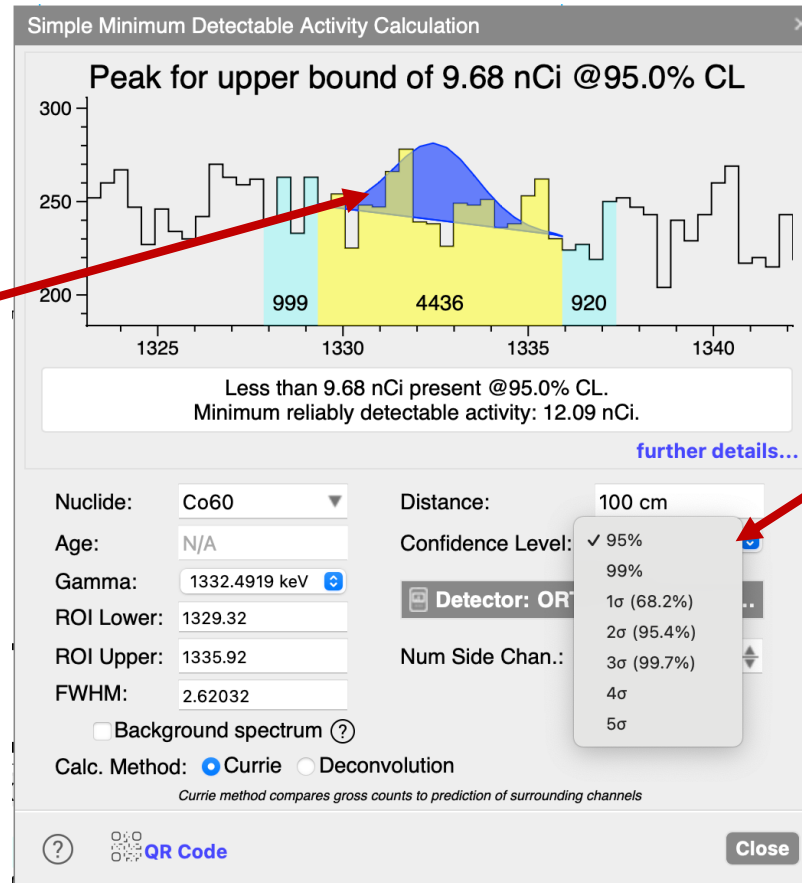 Simple Minimum Detectable Activity Calculation
Peak for upper bound of 9.68 nCi @95.0% CL
300
250
200
999 4436 920
1325 1330 1335 1340
Less than 9.68 nCi present @95.0% CL.
Minimum reliably detectable activity: 12.09 nCi.
further details...
Nuclide: Co60 Distance: 100 cm
Age: N/A Confidence Level: ✓ 95%
99%
Gamma: 1332.4919 keV Detector: ORT ..
1σ (68.2%)
ROI Lower: 1329.32
2σ (95.4%)
ROI Upper: 1335.92 Num Side Chan.: 3σ (99.7%)
FWHM: 2.62032 4σ
5σ
Background spectrum ?
Calc. Method: Currie Deconvolution
Currie method compares gross counts to prediction of surrounding channels
? QR Code Close